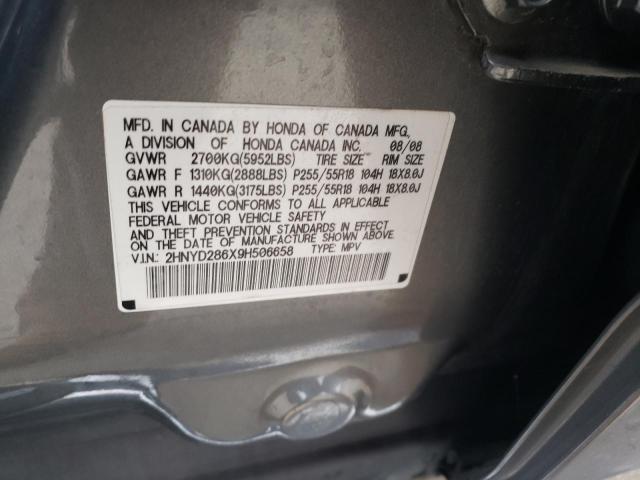 MFD. IN CANADA BY HONDA OF CANADA MFG.,
A DIVISION OF HONDA CANADA INC. 08/08
GVWR 2700KG(5952LBS) TIRE SIZE RIM SIZE
GAWR F 1310KG(2888LBS) P255/55R18 104H 18X8.0J
GAWR R 1440KG(3175LBS) P255/55R18 104H 18X8.0J
THIS VEHICLE CONFORMS TO ALL APPLICABLE
FEDERAL MOTOR VEHICLE SAFETY
AND THEFT PREVENTION STANDARDS IN EFFECT
ON THE DATE OF MANUFACTURE SHOWN ABOVE.
V.I.N.: 2HNYD286X9H506658 TYPE: MPV